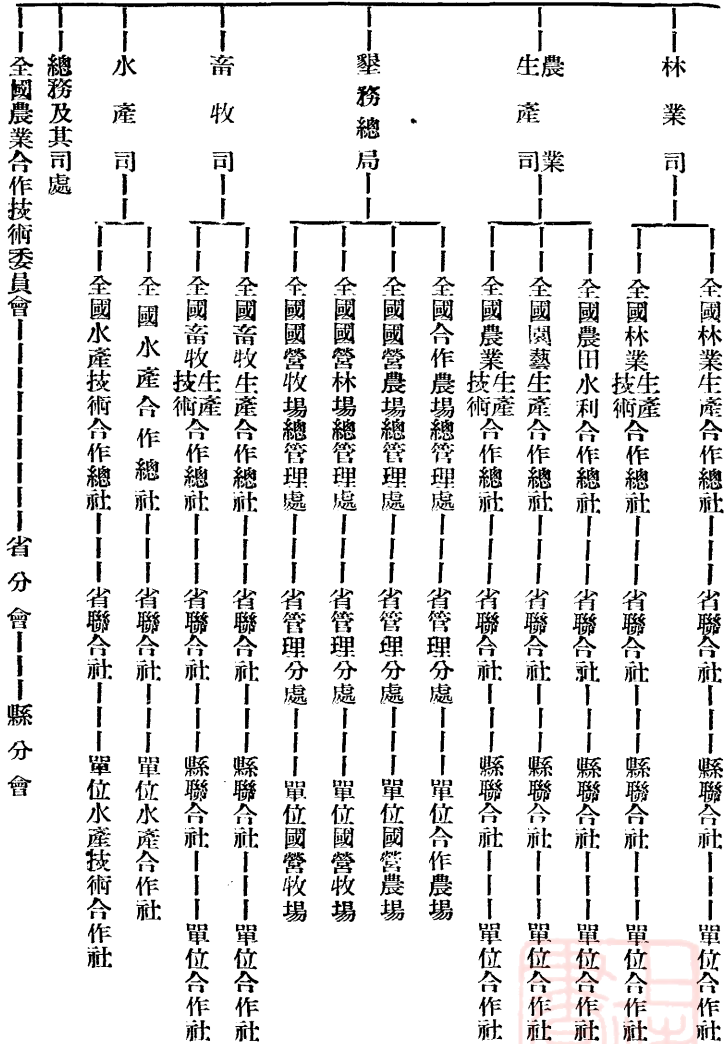 林業司
全國林業生產合作總社 省聯合社 縣聯合社 單位合作社
全國林業生產技術合作總社 省聯合社 縣聯合社 單位合作社
農業生產司
全國農田水利合作總社 省聯合社 縣聯合社 單位合作社
全國園藝生產合作總社 省聯合社 縣聯合社 單位合作社
全國農業生產技術合作總社 省聯合社 縣聯合社 單位合作社
墾務總局
全國合作農場總管理處 省管理分處 單位合作農場
全國國營農場總管理處 省管理分處 單位國營農場
全國國營林場總管理處 省管理分處 單位國營牧場
全國國營牧場總管理處 省管理分處 單位國營牧場
畜牧司
全國畜牧生產合作總社 省聯合社 縣聯合社 單位合作社
全國畜牧生產技術合作總社 省聯合社 縣聯合社 單位合作社
水產司
全國水產合作總社 省聯合社 單位水產合作社
全國水產技術合作總社 省聯合社 單位水產技術合作社
總務及其司處
全國農業合作技術委員會 省分會 縣分會